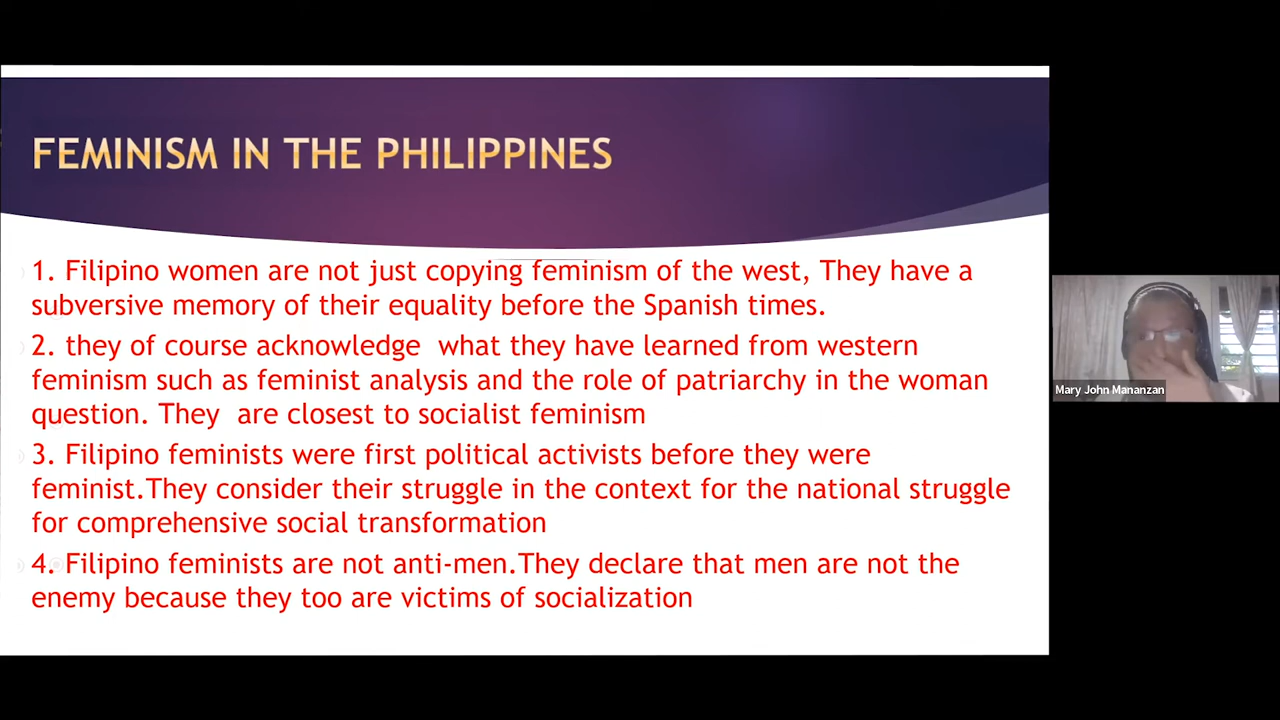 FEMINISM IN THE PHILIPPINES
1. Filipino women are not just copying feminism of the west, They have a
subversive memory of their equality before the Spanish times.
2. they of course acknowledge what they have learned from western
feminism such as feminist analysis and the role of patriarchy in the woman
question. They are closest to socialist feminism
3. Filipino feminists were first political activists before they were
feminist.They consider their struggle in the context for the national struggle
for comprehensive social transformation
4. Filipino feminists are not anti-men.They declare that men are not the
enemy because they too are victims of socialization
Mary John Mananzan